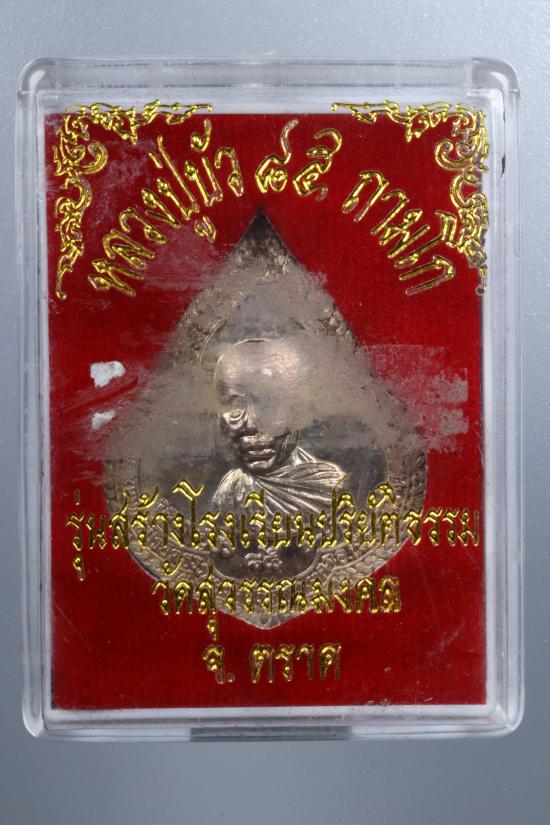 หลวงปู่บัว ๘๕ ถามโก
รุ่นสร้างโรงเรียนปริยัติธรรม
วัดสุวรรณมงคล
จ. ตราด